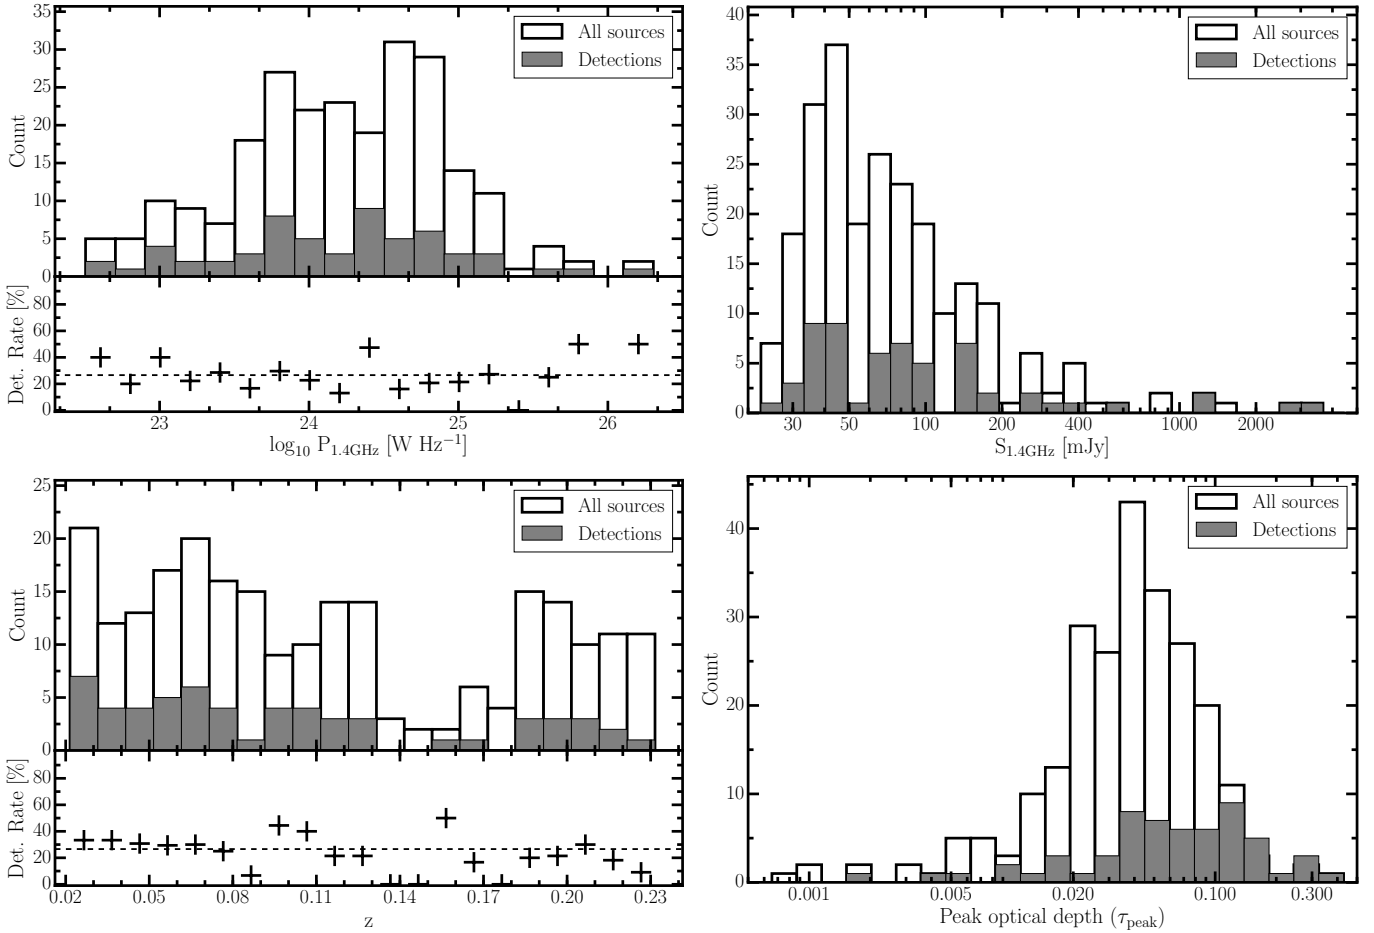 35
30
25
20
15
10
5
0
Count
All sources
Detections
80
60
40
20
0
Det. Rate [%]
23 24 25 26
log₁₀ P₁.₄GHz [W Hz⁻¹]
40
35
30
25
20
15
10
5
0
Count
All sources
Detections
30 50 100 200 400 1000 2000
S₁.₄GHz [mJy]
25
20
15
10
5
0
Count
All sources
Detections
80
60
40
20
0
Det. Rate [%]
0.02 0.05 0.08 0.11 0.14 0.17 0.20 0.23
z
40
30
20
10
0
Count
All sources
Detections
0.001 0.005 0.020 0.100 0.300
Peak optical depth (τpeak)